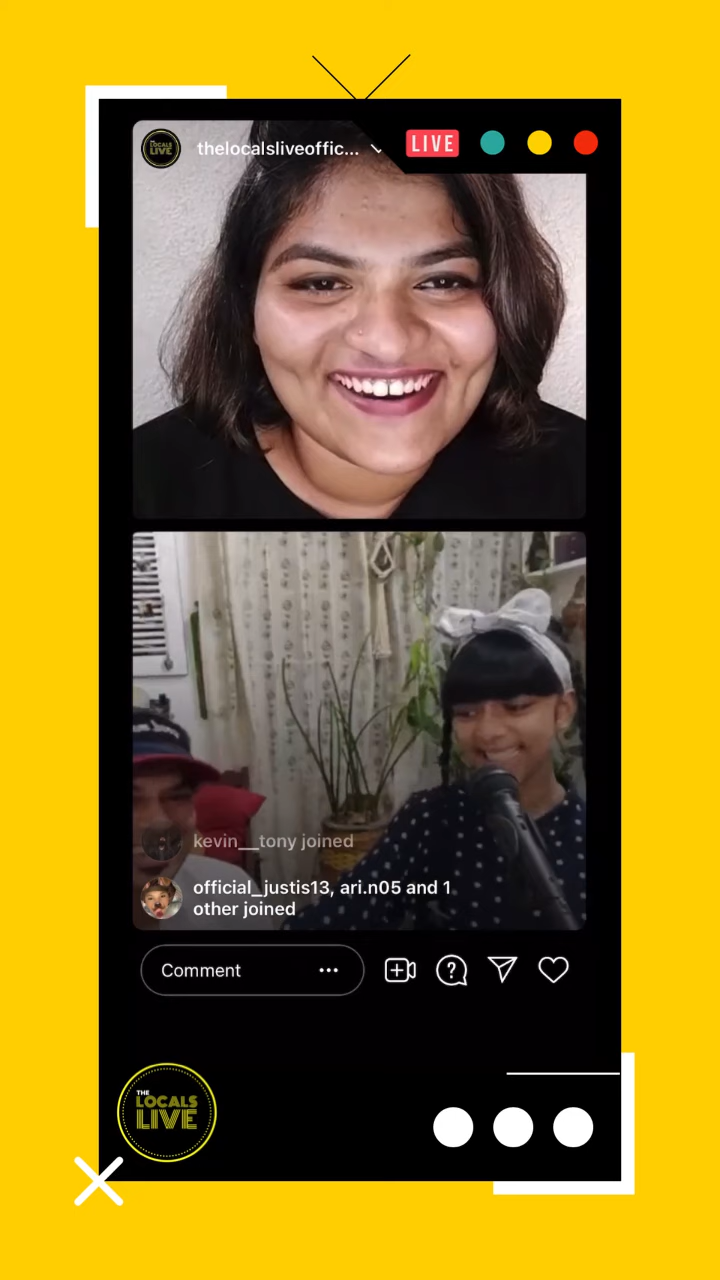 thelocalsliveoffic...
LIVE
kevin__tony joined
official_justis13, ari.n05 and 1
other joined
Comment
THE
LOCALS
LIVE